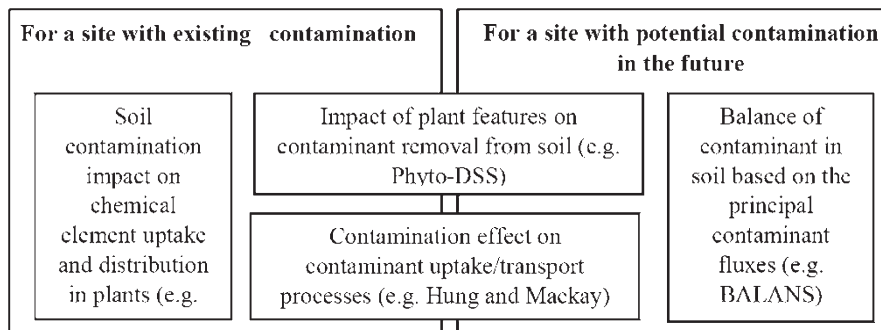 For a site with existing contamination
For a site with potential contamination
in the future
Soil
contamination
impact on
chemical
element uptake
and distribution
in plants (e.g.
Impact of plant features on
contaminant removal from soil (e.g.
Phyto-DSS)
Contamination effect on
contaminant uptake/transport
processes (e.g. Hung and Mackay)
Balance of
contaminant in
soil based on the
principal
contaminant
fluxes (e.g.
BALANS)